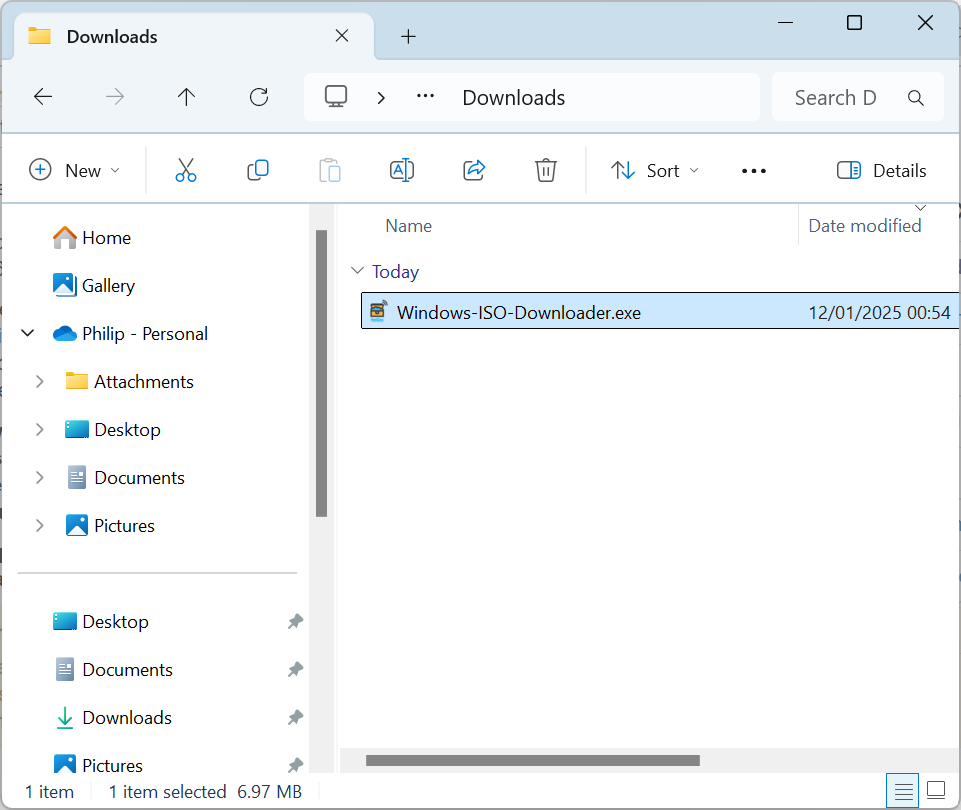 Downloads
Downloads
Search D
New
Sort
Details
Home
Gallery
Philip - Personal
Attachments
Desktop
Documents
Pictures
Desktop
Documents
Downloads
Pictures
Name Date modified
Today
Windows-ISO-Downloader.exe 12/01/2025 00:54
1 item 1 item selected 6.97 MB